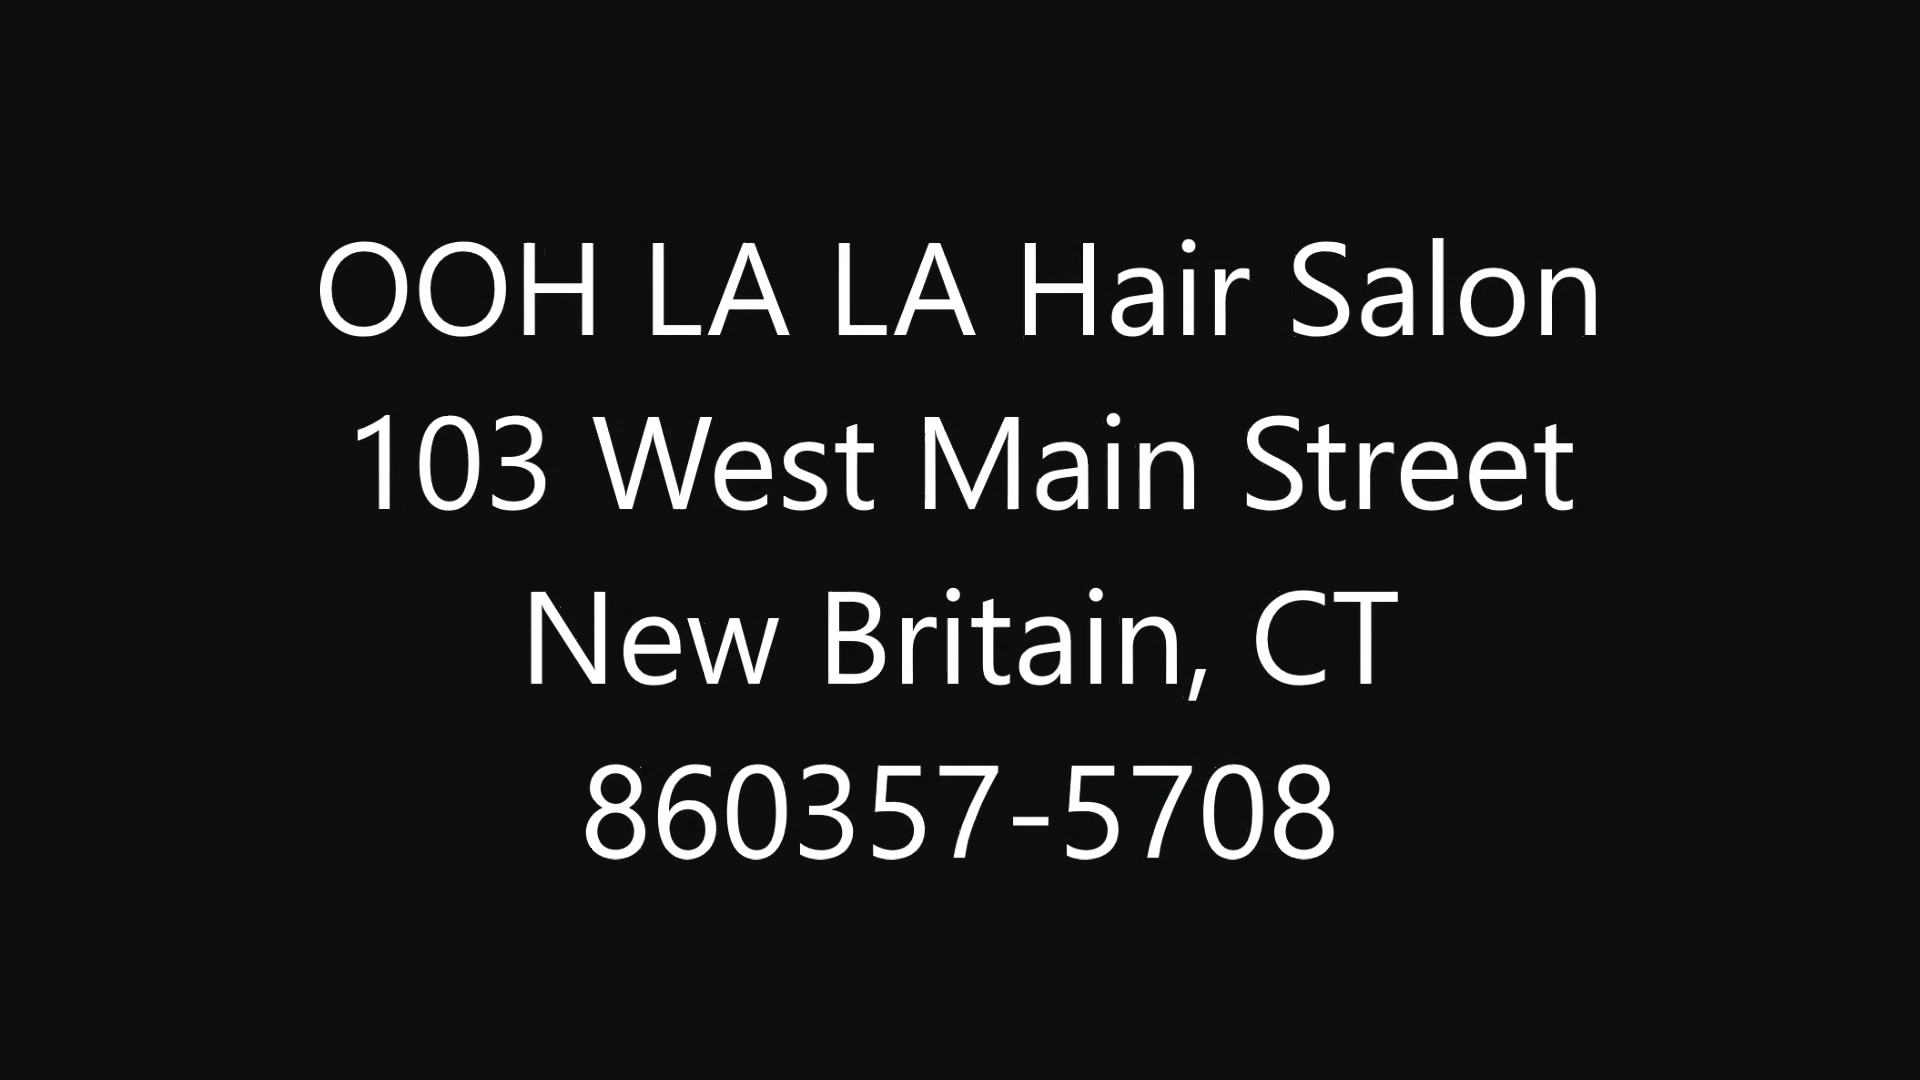 OOH LA LA Hair Salon
103 West Main Street
New Britain, CT
860357-5708